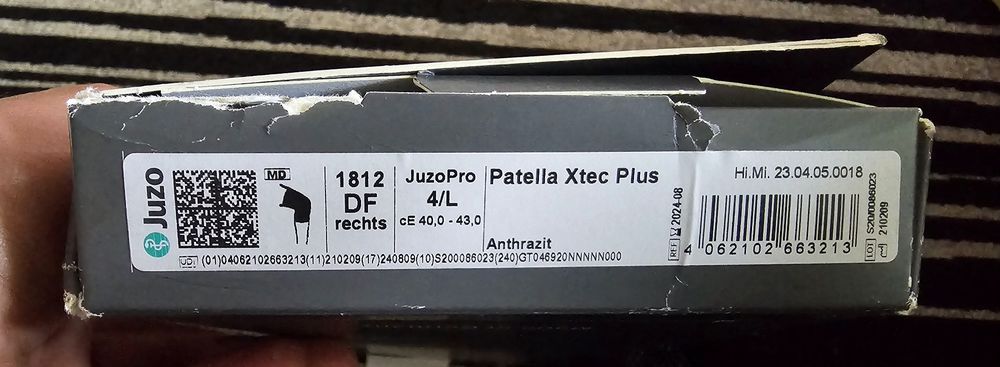 Juzo
MD
1812
DF
rechts
JuzoPro
4/L
cE 40,0 - 43,0
Patella Xtec Plus
Anthrazit
REF
2024-08
Hi.Mi. 23.04.05.0018
4 062102 663213
LOT S200086023
210209
UDI (01)04062102663213(11)210209(17)240809(10)S200086023(240)GT046920NNNNN000